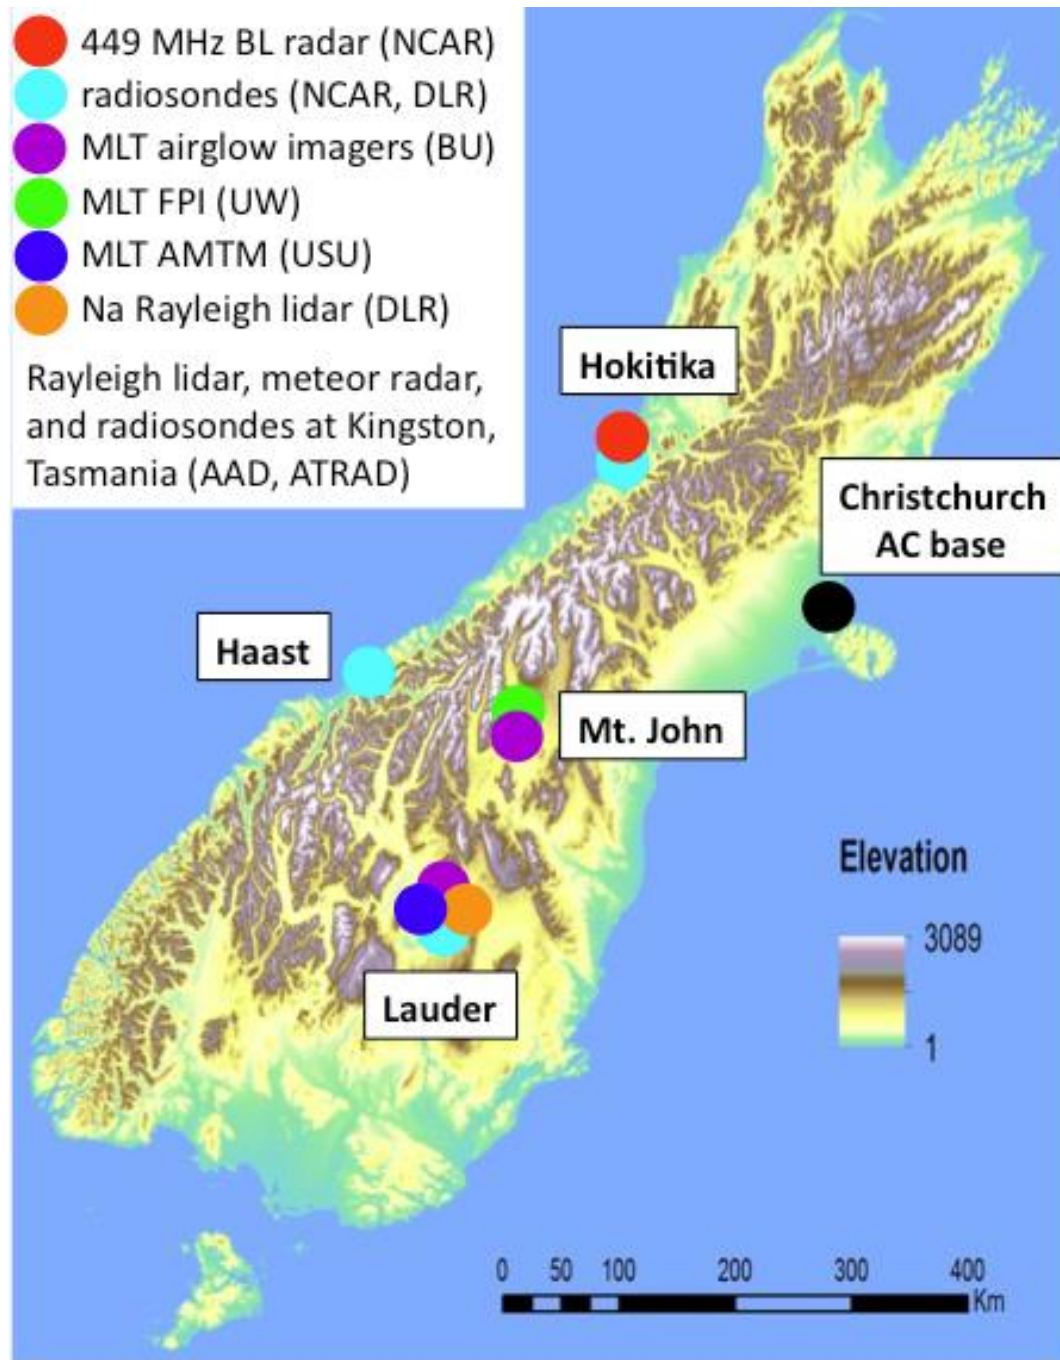 449 MHz BL radar (NCAR)
radiosondes (NCAR, DLR)
MLT airglow imagers (BU)
MLT FPI (UW)
MLT AMTM (USU)
Na Rayleigh lidar (DLR)
Rayleigh lidar, meteor radar,
and radiosondes at Kingston,
Tasmania (AAD, ATRAD)
Hokitika
Christchurch
AC base
Haast
Mt. John
Lauder
Elevation
3089
1
0 50 100 200 300 400
Km